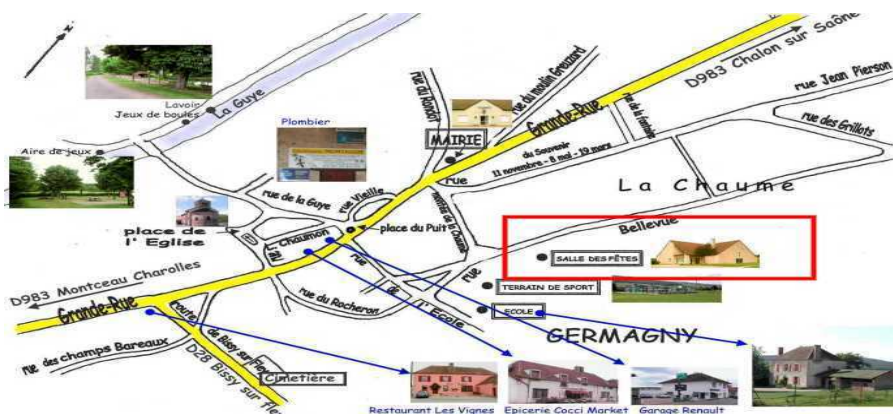 N
D983 Chalon sur Saône
rue Jean Pierson
rue des Grillots
Grande-Rue
rue du moulin Greuzard
rue du Randot
MAIRIE
rue de la fontaine
rue du Souvenir
11 novembre - 8 mai - 19 mars
La Chaume
Lavoir
Jeux de boules
La Guye
Plombier
Aire de jeux
rue de la Guye
rue Vieille
montée de la Chaume
Bellevue
place de
l'Eglise
Chaumon
place du Puit
SALLE DES FÊTES
rue
TERRAIN DE SPORT
ECOLE
rue de l'Ecole
rue du Rocheron
D983 Montceau Charolles
Grande-Rue
route de Bissy sur Fley
rue des champs Bareaux
D28 Bissy sur
Cimetière
GERMAGNY
Restaurant Les Vignes
Epicerie Cocci Market
Garage Renault